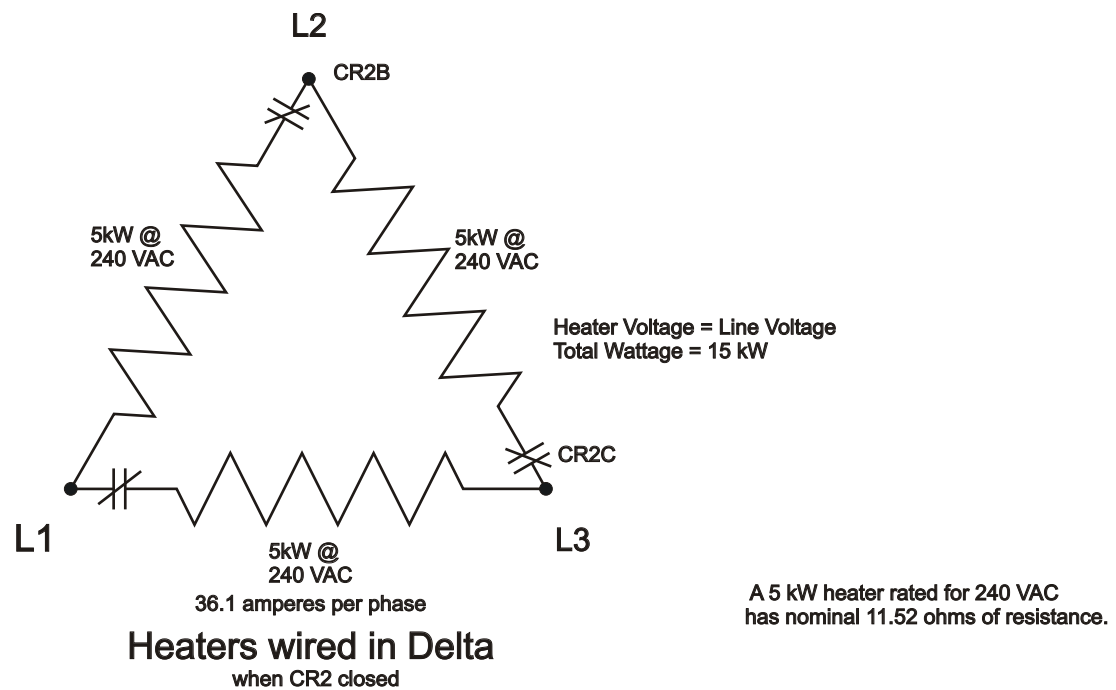 L2
CR2B
5kW @
240 VAC
5kW @
240 VAC
Heater Voltage = Line Voltage
Total Wattage = 15 kW
CR2C
L1
L3
5kW @
240 VAC
36.1 amperes per phase
Heaters wired in Delta
when CR2 closed
A 5 kW heater rated for 240 VAC
has nominal 11.52 ohms of resistance.